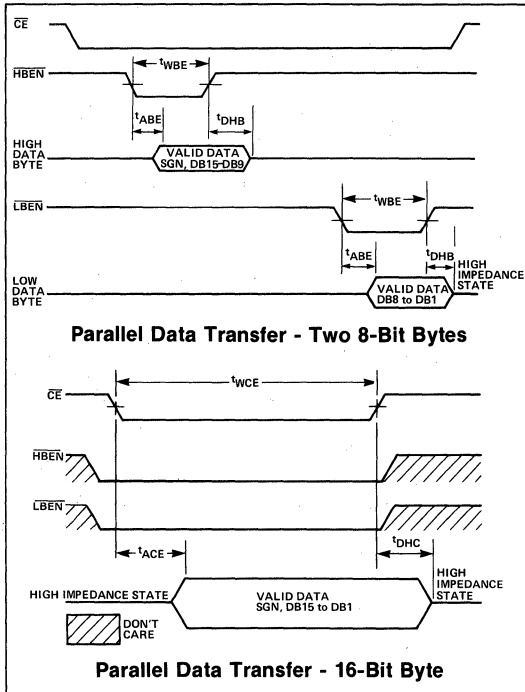 CE
HBEN
tWBE
tABE
tDHB
HIGH
DATA
BYTE
VALID DATA
SGN, DB15-DB9
LBEN
tWBE
tABE
tDHB
HIGH
IMPEDANCE
STATE
LOW
DATA
BYTE
VALID DATA
DB8 to DB1
Parallel Data Transfer - Two 8-Bit Bytes
tWCE
CE
HBEN
LBEN
tACE
tDHC
HIGH IMPEDANCE STATE
VALID DATA
SGN, DB15 to DB1
HIGH
IMPEDANCE
STATE
DON'T
CARE
Parallel Data Transfer - 16-Bit Byte